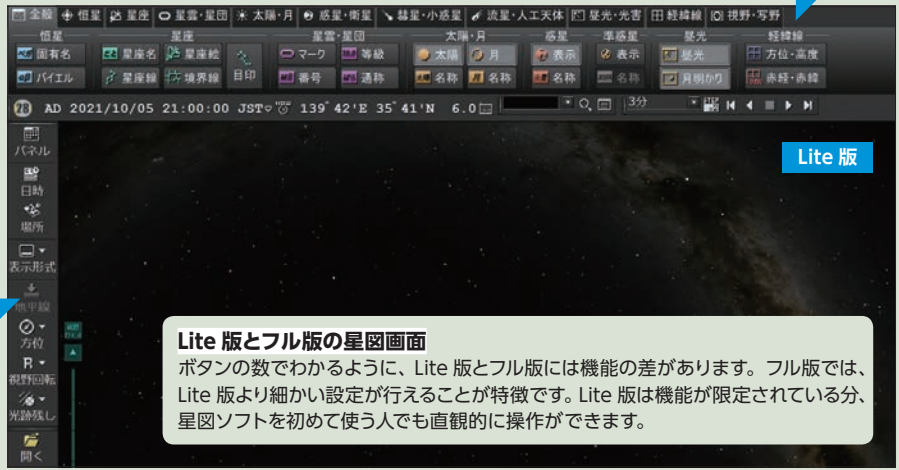 全般 恒星 星座 星雲・星団 太陽・月 惑星・衛星 彗星・小惑星 流星・人工天体 昼光・光害 経緯線 視野・写野
恒星 星座 星雲・星団 太陽・月 惑星 準惑星 昼光 経緯線
固有名 星座名 星座絵 マーク 等級 太陽 月 表示 表示 昼光 方位・高度
バイエル 星座線 境界線 目印 番号 通称 名称 名称 名称 名称 月明かり 赤経・赤緯
AD 2021/10/05 21:00:00 JST 139°42'E 35°41'N 6.0 3分
パネル
日時
場所
表示形式
地平線
方位
視野回転
光跡残し
開く
Lite 版
Lite 版とフル版の星図画面
ボタンの数でわかるように、Lite 版とフル版には機能の差があります。フル版では、
Lite 版より細かい設定が行えることが特徴です。Lite 版は機能が限定されている分、
星図ソフトを初めて使う人でも直観的に操作ができます。